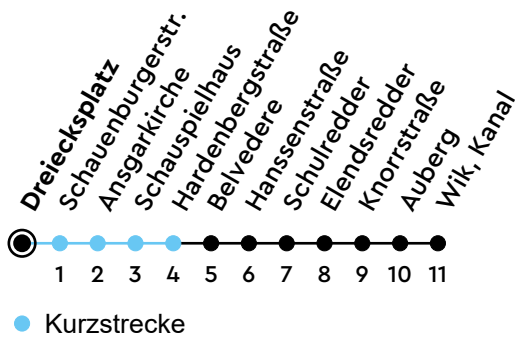 Dreiecksplatz
Schauenburgerstr.
Ansgarkirche
Schauspielhaus
Hardenbergstraße
Belvedere
Hanssenstraße
Schulredder
Elendsredder
Knorrstraße
Auberg
Wik, Kanal
1 2 3 4 5 6 7 8 9 10 11
Kurzstrecke